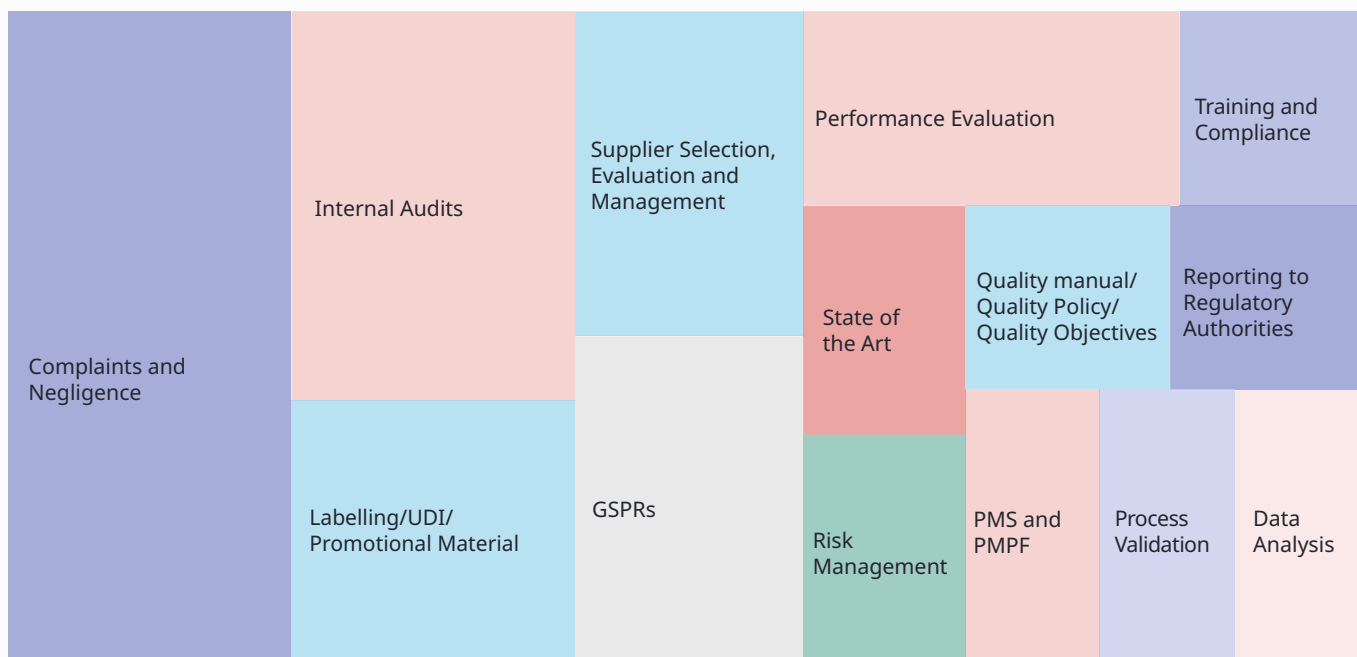 Complaints and
Negligence
Internal Audits
Labelling/UDI/
Promotional Material
Supplier Selection,
Evaluation and
Management
GSPRs
Performance Evaluation
Training and
Compliance
State of
the Art
Quality manual/
Quality Policy/
Quality Objectives
Reporting to
Regulatory
Authorities
Risk
Management
PMS and
PMPF
Process
Validation
Data
Analysis